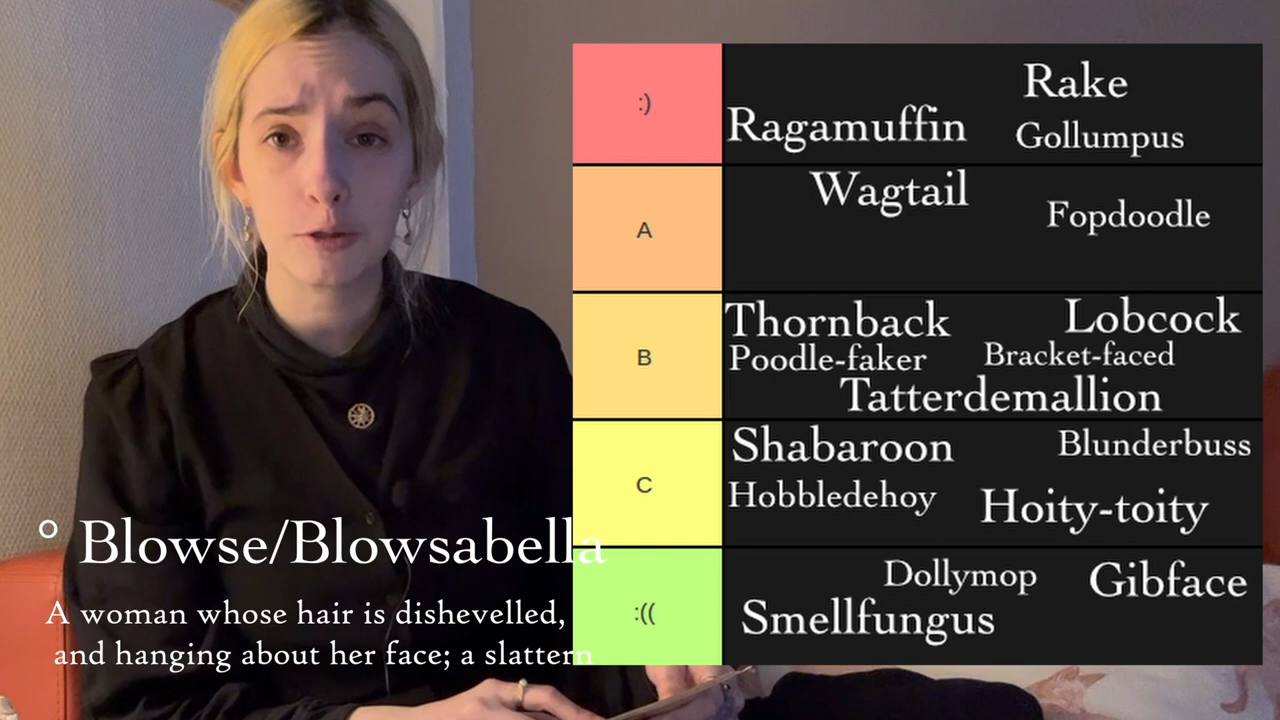 :)
Rake
Ragamuffin
Gollumpus
A
Wagtail
Fopdoodle
B
Thornback
Lobcock
Poodle-faker
Bracket-faced
Tatterdemallion
C
Shabaroon
Blunderbuss
Hobbledehoy
Hoity-toity
:((
Dollymop
Gibface
Smellfungus
° Blowse/Blowsabella
A woman whose hair is dishevelled,
and hanging about her face; a slattern